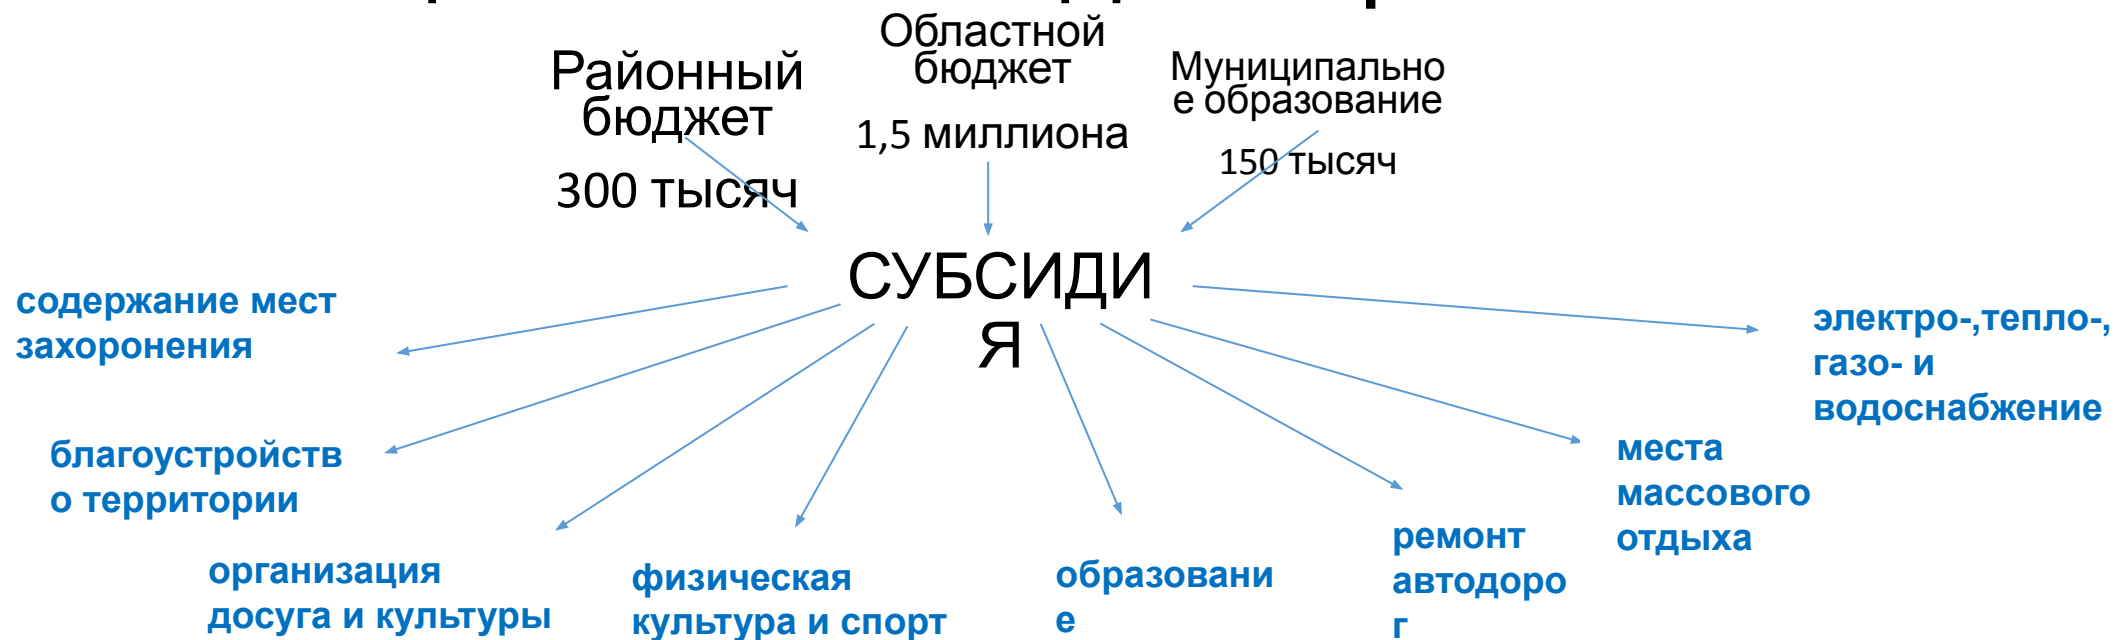 Районный
бюджет
300 тысяч
Областной
бюджет
1,5 миллиона
Муниципально
е образование
150 тысяч
СУБСИДИ
Я
содержание мест
захоронения
благоустройств
о территории
организация
досуга и культуры
физическая
культура и спорт
образовани
е
ремонт
автодоро
г
места
массового
отдыха
электро-,тепло-,
газо- и
водоснабжение